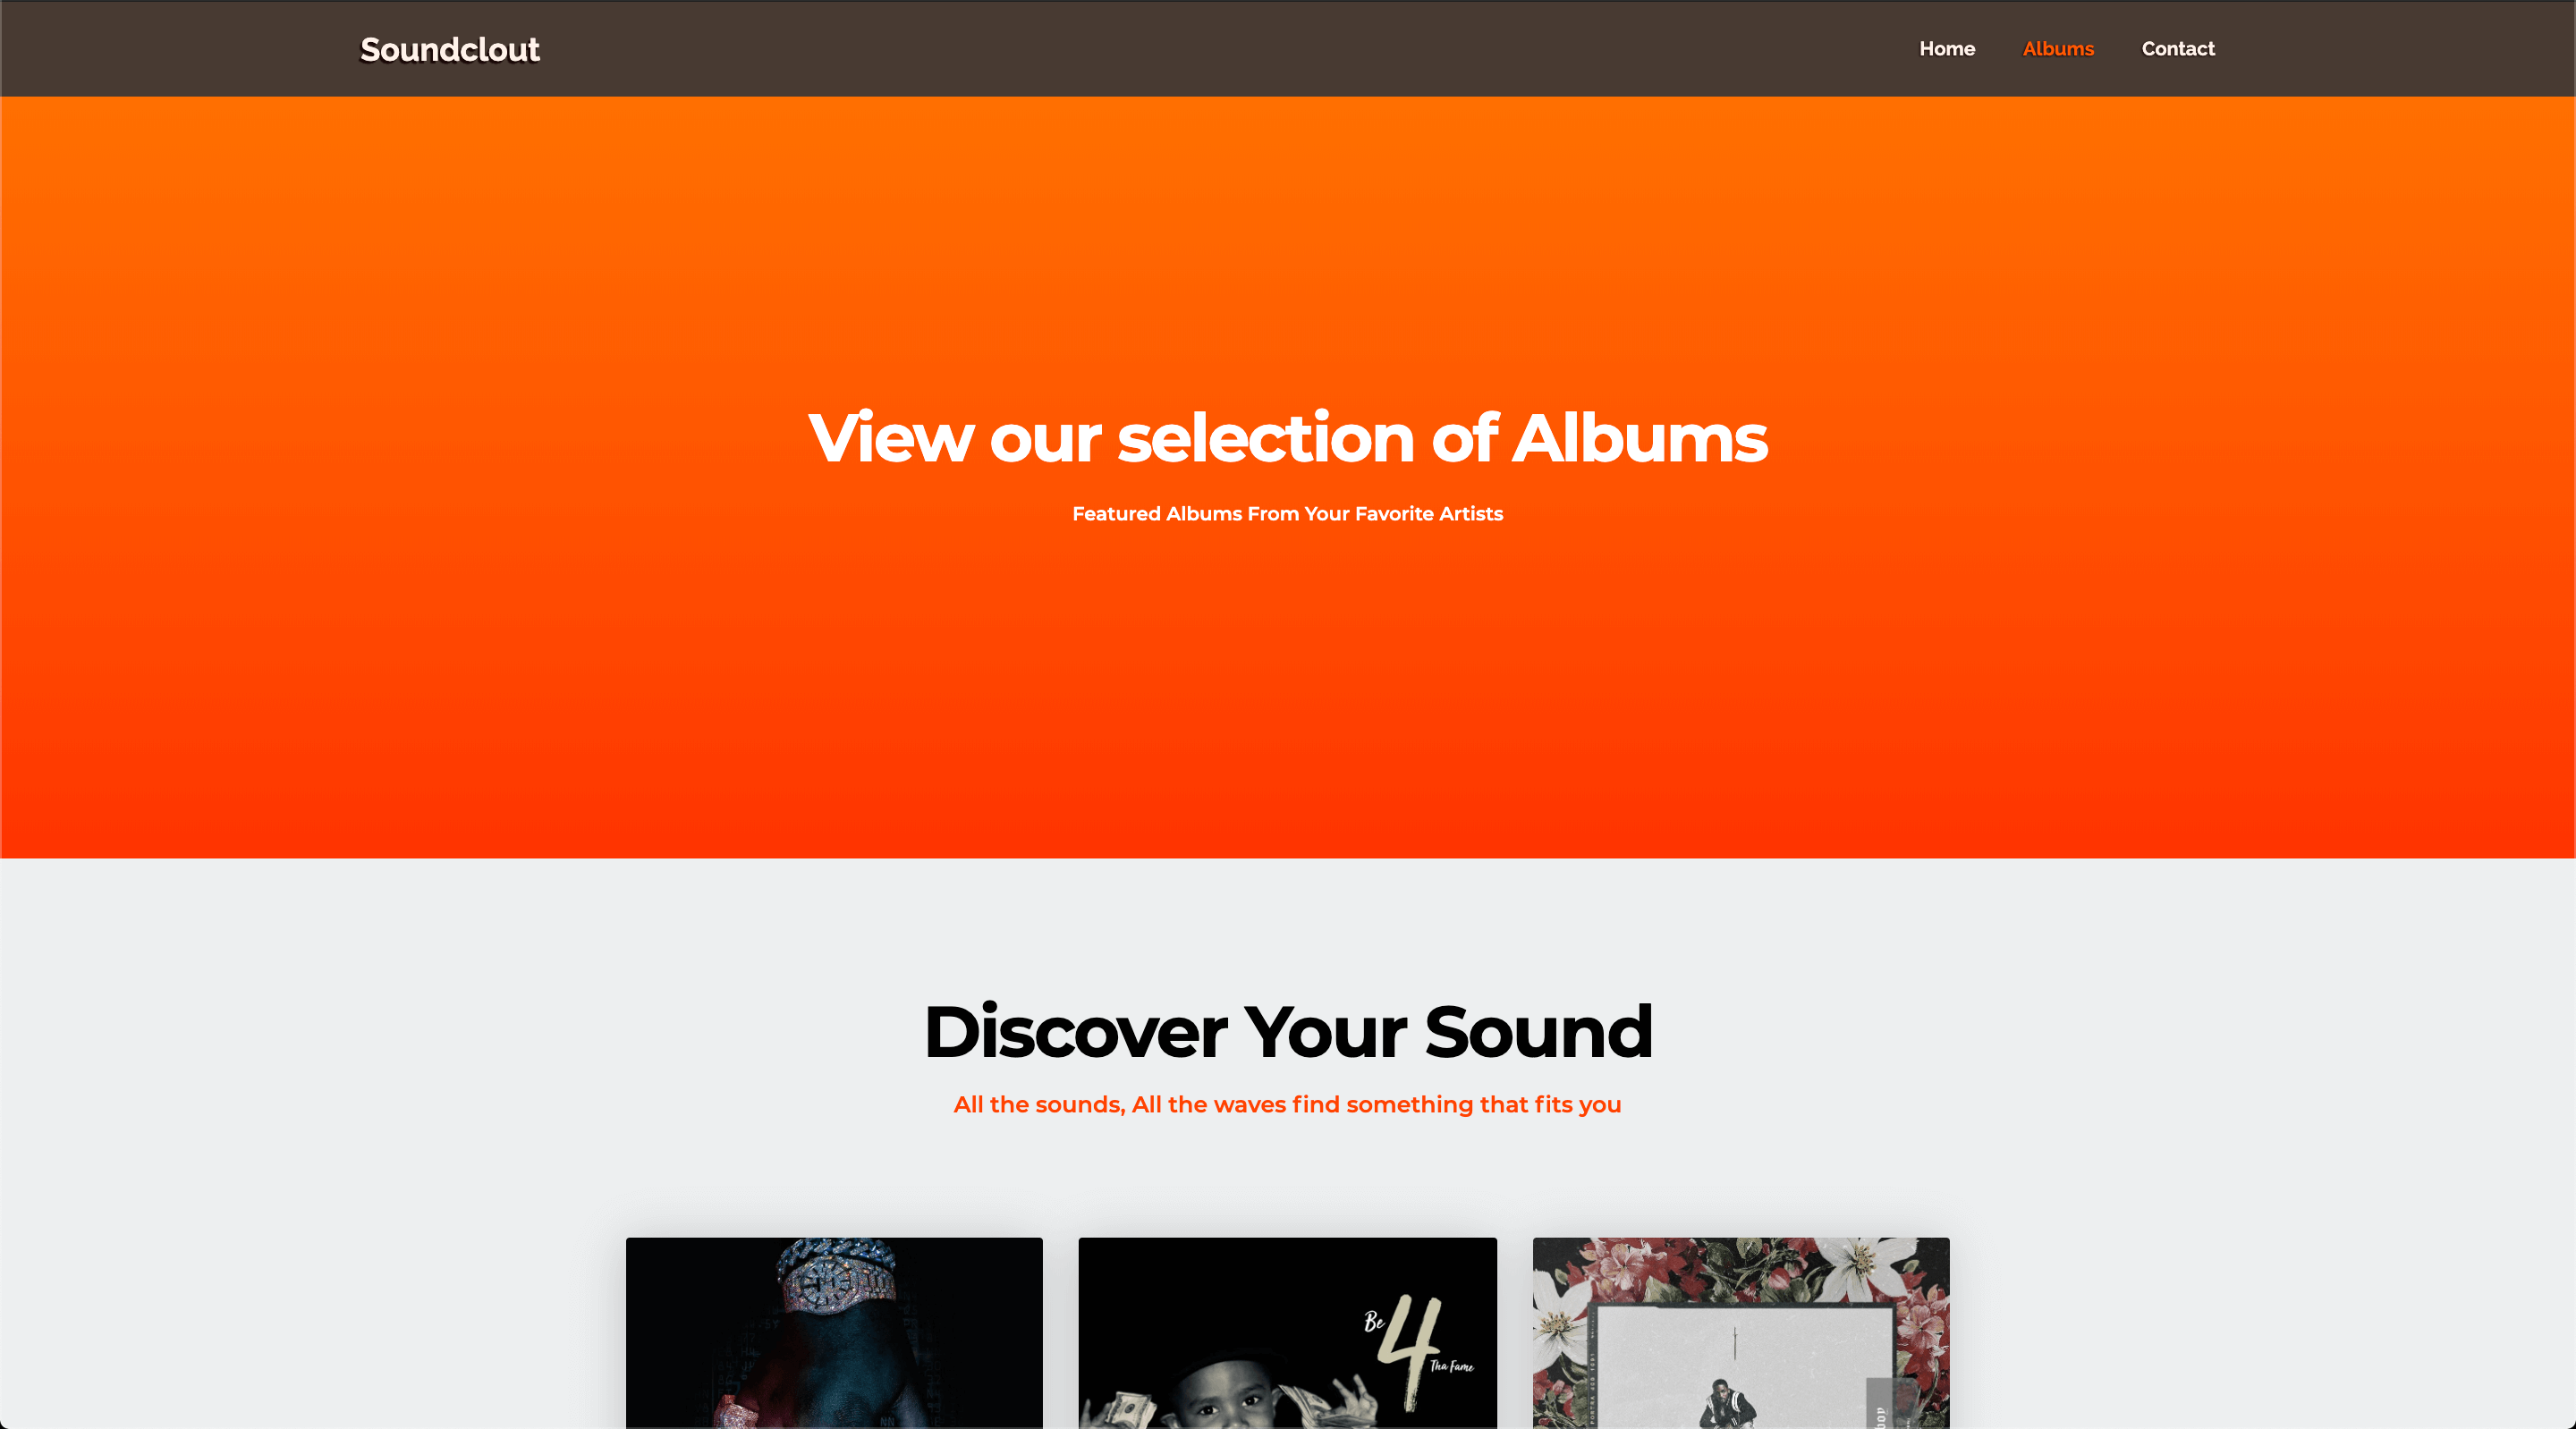 Soundclout
Home Albums Contact
View our selection of Albums
Featured Albums From Your Favorite Artists
Discover Your Sound
All the sounds, All the waves find something that fits you
Be
4
Tha Fame